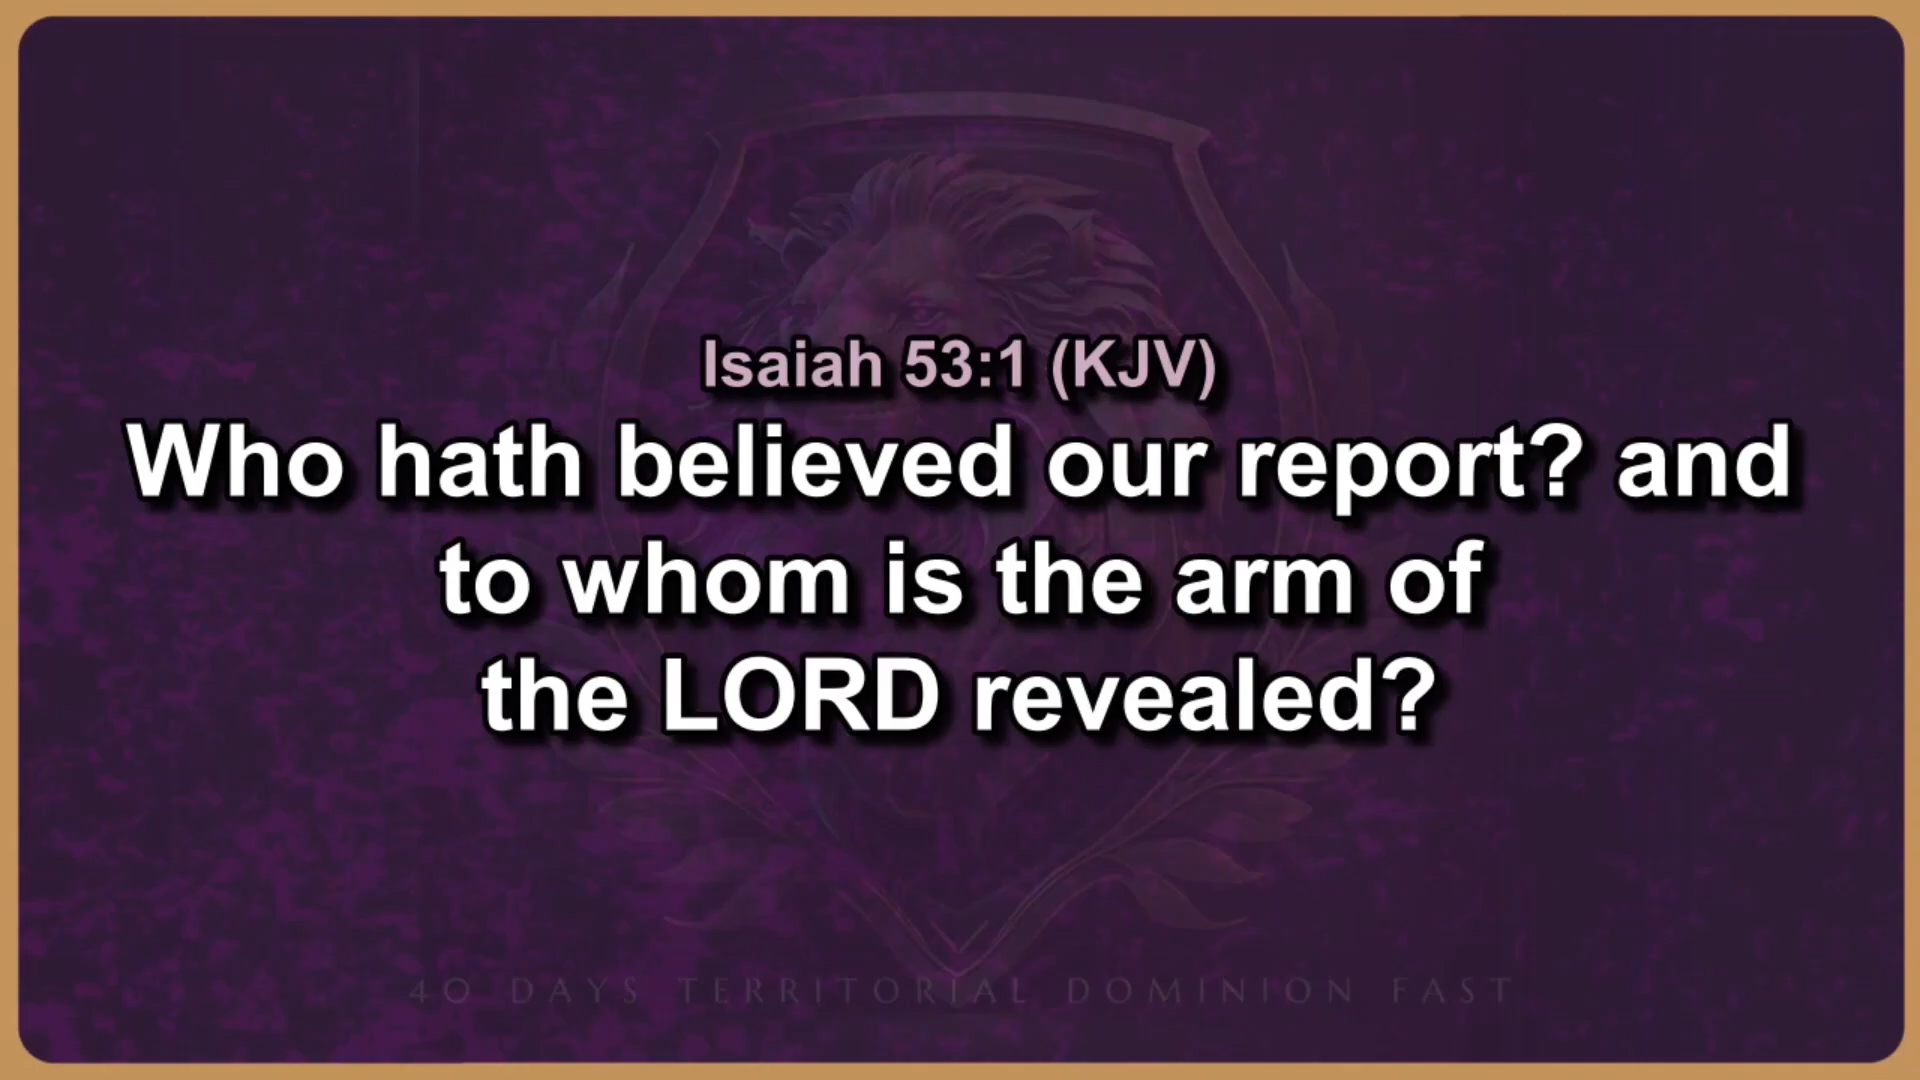 Isaiah 53:1 (KJV)
Who hath believed our report? and
to whom is the arm of
the LORD revealed?
40 DAYS TERRITORIAL DOMINION FAST